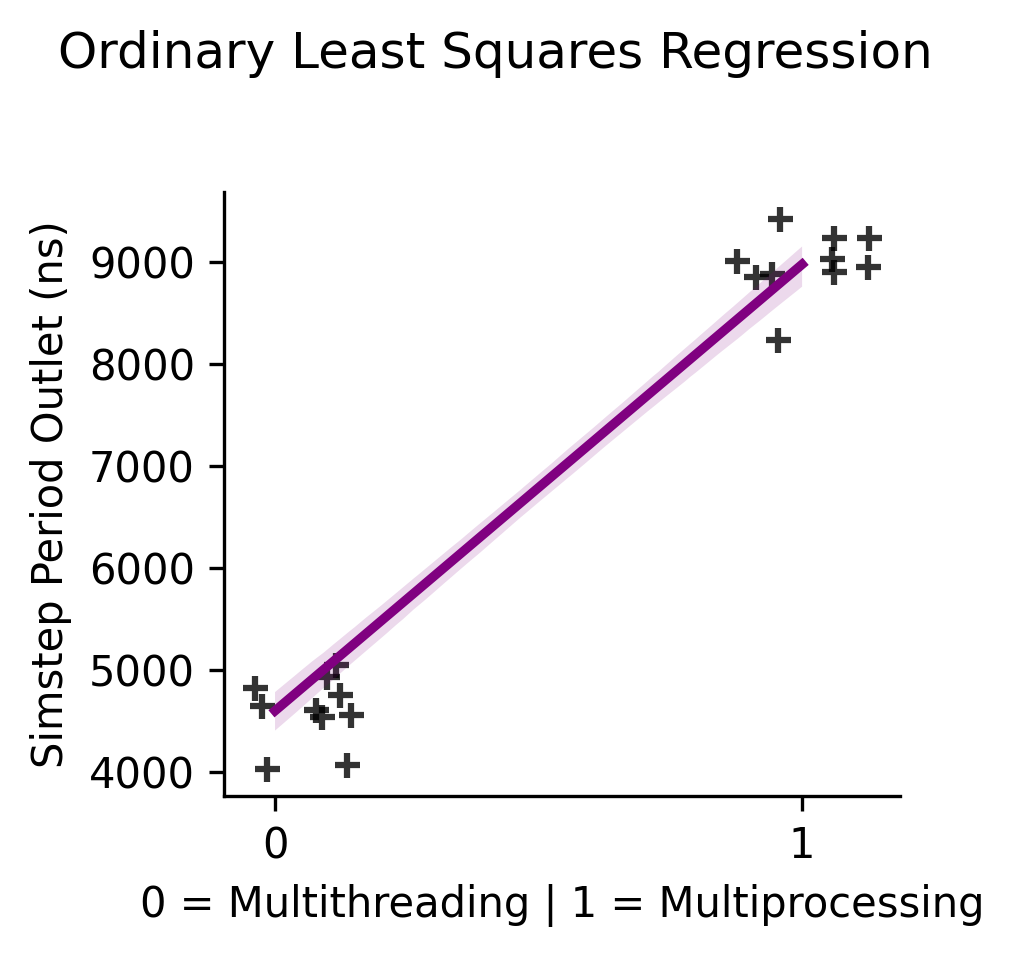 Ordinary Least Squares Regression
Simstep Period Outlet (ns)
9000
8000
7000
6000
5000
4000
0
1
0 = Multithreading | 1 = Multiprocessing